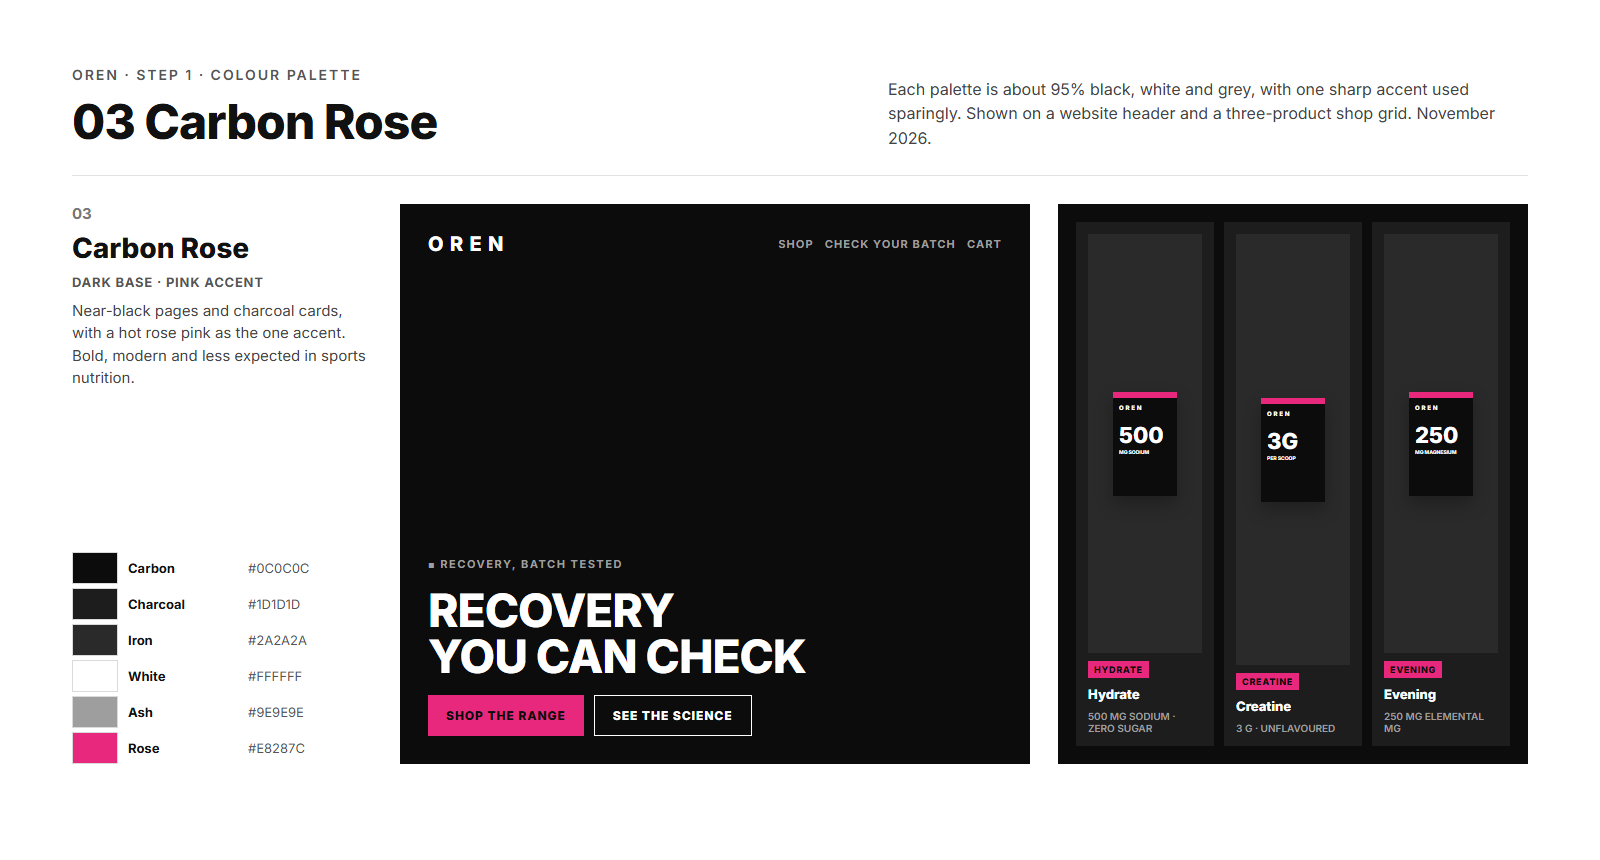 OREN · STEP 1 · COLOUR PALETTE
03 Carbon Rose
Each palette is about 95% black, white and grey, with one sharp accent used
sparingly. Shown on a website header and a three-product shop grid. November
2026.
03
Carbon Rose
DARK BASE · PINK ACCENT
Near-black pages and charcoal cards,
with a hot rose pink as the one accent.
Bold, modern and less expected in sports
nutrition.
Carbon #0C0C0C
Charcoal #1D1D1D
Iron #2A2A2A
White #FFFFFF
Ash #9E9E9E
Rose #E8287C
OREN
SHOP CHECK YOUR BATCH CART
RECOVERY, BATCH TESTED
RECOVERY
YOU CAN CHECK
SHOP THE RANGE
SEE THE SCIENCE
OREN
500
MG SODIUM
HYDRATE
Hydrate
500 MG SODIUM ·
ZERO SUGAR
OREN
3G
PER SCOOP
CREATINE
Creatine
3 G · UNFLAVOURED
OREN
250
MG MAGNESIUM
EVENING
Evening
250 MG ELEMENTAL
MG